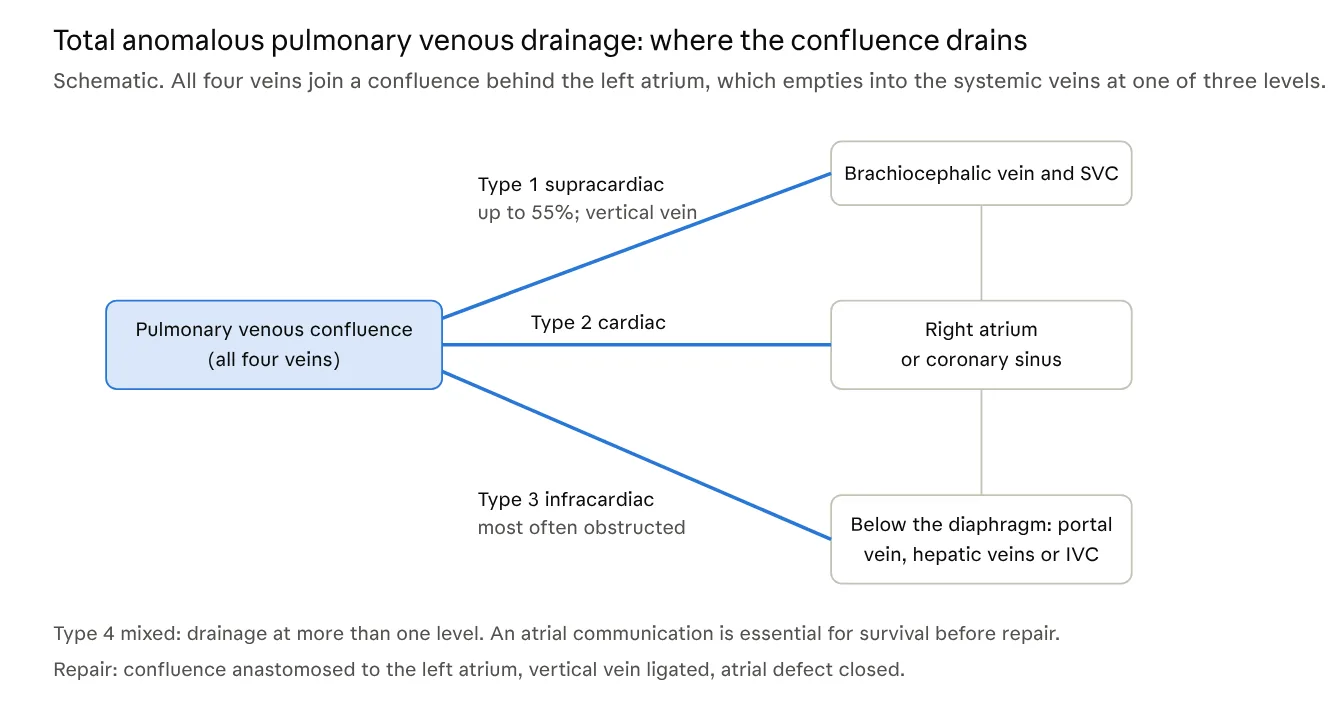 Total anomalous pulmonary venous drainage: where the confluence drains
Schematic. All four veins join a confluence behind the left atrium, which empties into the systemic veins at one of three levels.
Brachiocephalic vein and SVC
Type 1 supracardiac
up to 55%; vertical vein
Pulmonary venous confluence
(all four veins)
Type 2 cardiac
Right atrium
or coronary sinus
Type 3 infracardiac
most often obstructed
Below the diaphragm: portal
vein, hepatic veins or IVC
Type 4 mixed: drainage at more than one level. An atrial communication is essential for survival before repair.
Repair: confluence anastomosed to the left atrium, vertical vein ligated, atrial defect closed.